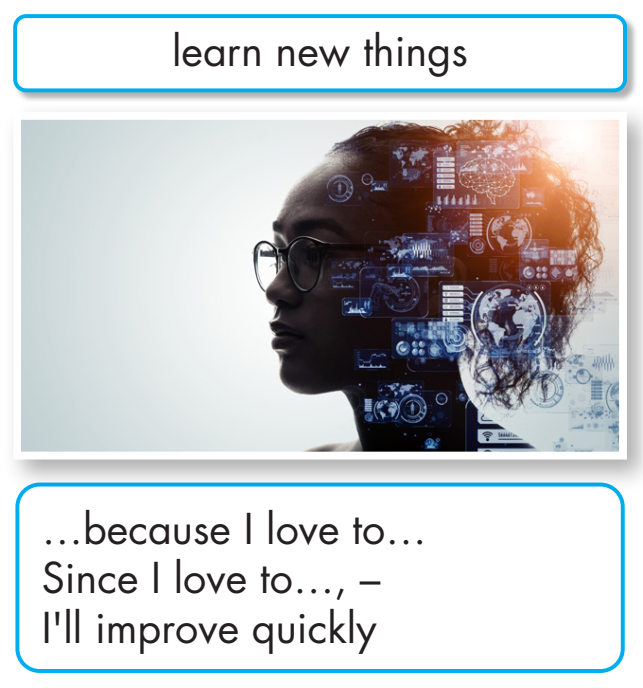 learn new things
…because I love to…
Since I love to…, –
I'll improve quickly